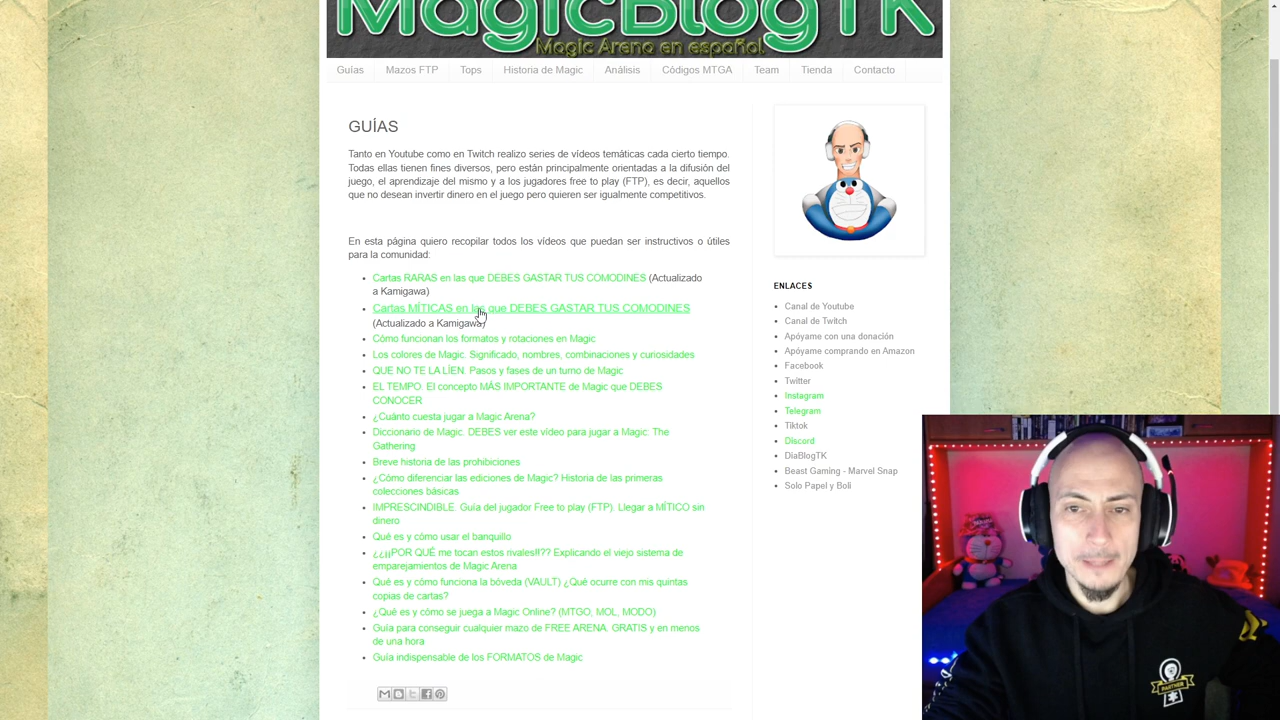 MagicBlogTK
Magic Arena en español.
Guías Mazos FTP Tops Historia de Magic Análisis Códigos MTGA Team Tienda Contacto
GUÍAS
Tanto en Youtube como en Twitch realizo series de vídeos temáticas cada cierto tiempo.
Todas ellas tienen fines diversos, pero están principalmente orientadas a la difusión del
juego, el aprendizaje del mismo y a los jugadores free to play (FTP), es decir, aquellos
que no desean invertir dinero en el juego pero quieren ser igualmente competitivos.
En esta página quiero recopilar todos los vídeos que puedan ser instructivos o útiles
para la comunidad:
Cartas RARAS en las que DEBES GASTAR TUS COMODINES (Actualizado
a Kamigawa)
Cartas MÍTICAS en las que DEBES GASTAR TUS COMODINES
(Actualizado a Kamigawa)
Cómo funcionan los formatos y rotaciones en Magic
Los colores de Magic. Significado, nombres, combinaciones y curiosidades
QUE NO TE LA LÍEN. Pasos y fases de un turno de Magic
EL TEMPO. El concepto MÁS IMPORTANTE de Magic que DEBES
CONOCER
¿Cuánto cuesta jugar a Magic Arena?
Diccionario de Magic. DEBES ver este vídeo para jugar a Magic: The
Gathering
Breve historia de las prohibiciones
¿Cómo diferenciar las ediciones de Magic? Historia de las primeras
colecciones básicas
IMPRESCINDIBLE. Guía del jugador Free to play (FTP). Llegar a MÍTICO sin
dinero
Qué es y cómo usar el banquillo
¿¿¡¡POR QUÉ me tocan estos rivales!!?? Explicando el viejo sistema de
emparejamientos de Magic Arena
Qué es y cómo funciona la bóveda (VAULT) ¿Qué ocurre con mis quintas
copias de cartas?
¿Qué es y cómo se juega a Magic Online? (MTGO, MOL, MODO)
Guía para conseguir cualquier mazo de FREE ARENA. GRATIS y en menos
de una hora
Guía indispensable de los FORMATOS de Magic
ENLACES
Canal de Youtube
Canal de Twitch
Apóyame con una donación
Apóyame comprando en Amazon
Facebook
Twitter
Instagram
Telegram
Tiktok
Discord
DiaBlogTK
Beast Gaming - Marvel Snap
Solo Papel y Boli
PARTNER